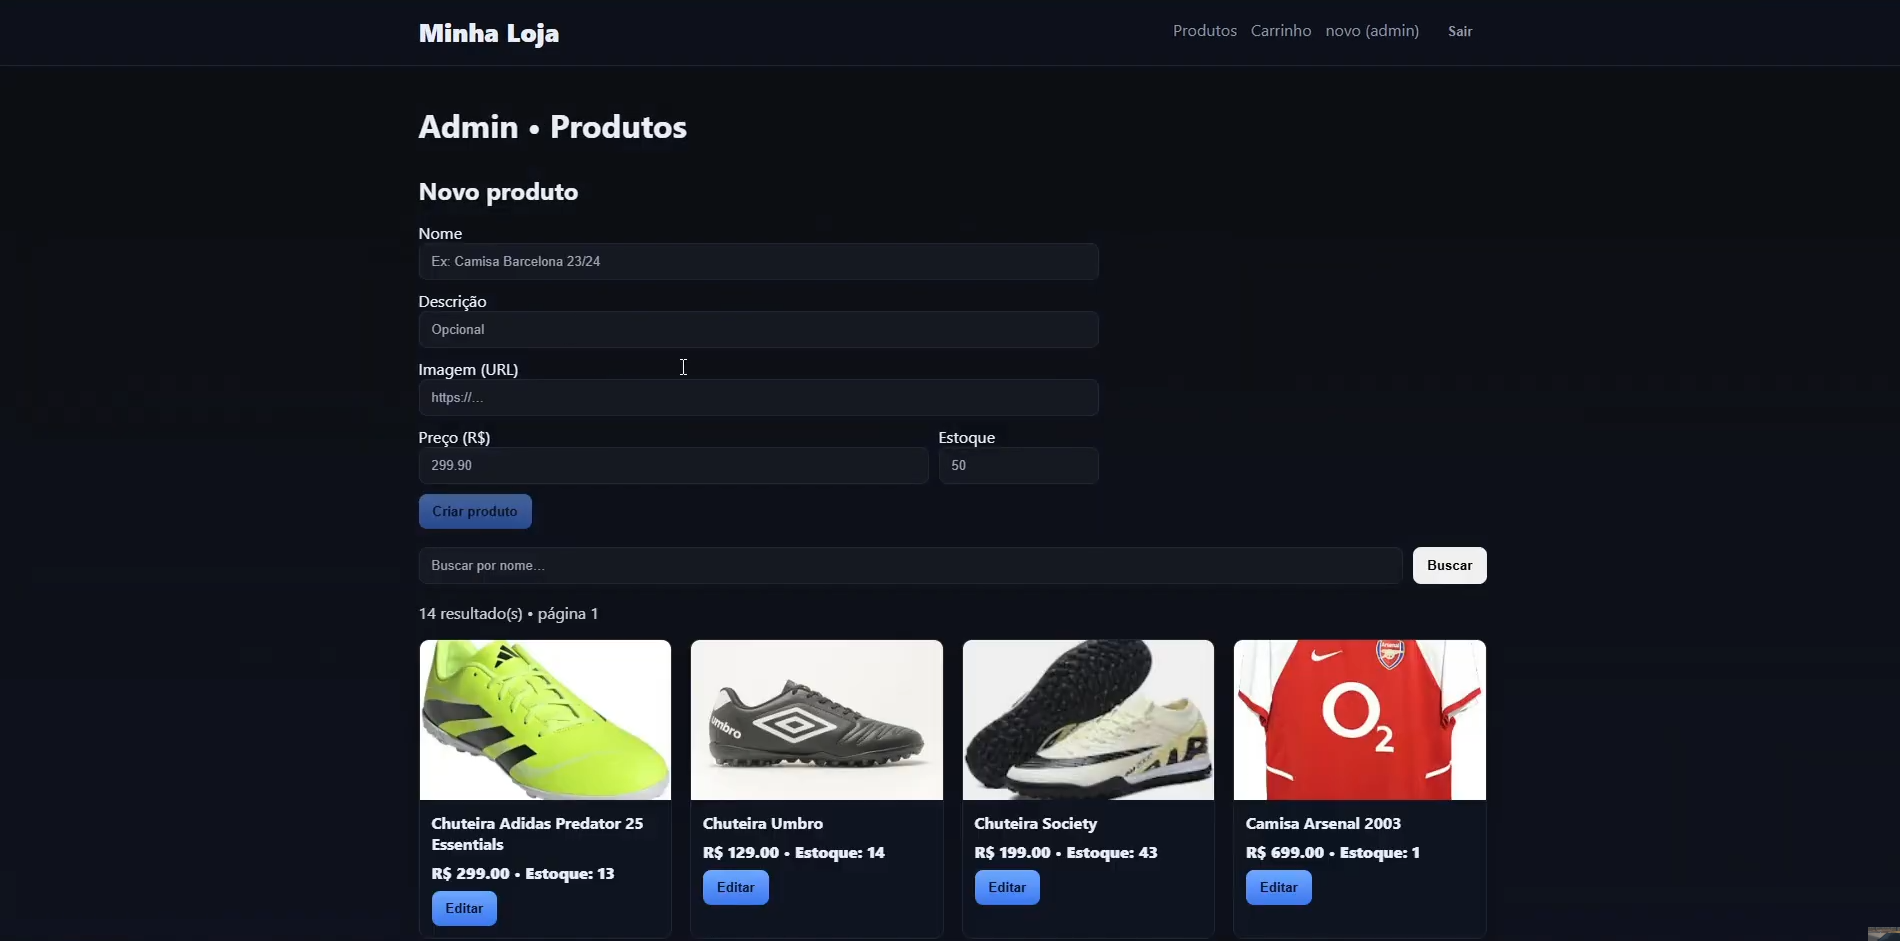 Minha Loja
Produtos Carrinho novo (admin) Sair
Admin • Produtos
Novo produto
Nome
Ex: Camisa Barcelona 23/24
Descrição
Opcional
Imagem (URL)
https://...
Preço (R$) Estoque
299.90 50
Criar produto
Buscar por nome... Buscar
14 resultado(s) • página 1
umbro
Arsenal
O2
Chuteira Adidas Predator 25 Essentials
R$ 299.00 • Estoque: 13
Editar
Chuteira Umbro
R$ 129.00 • Estoque: 14
Editar
Chuteira Society
R$ 199.00 • Estoque: 43
Editar
Camisa Arsenal 2003
R$ 699.00 • Estoque: 1
Editar